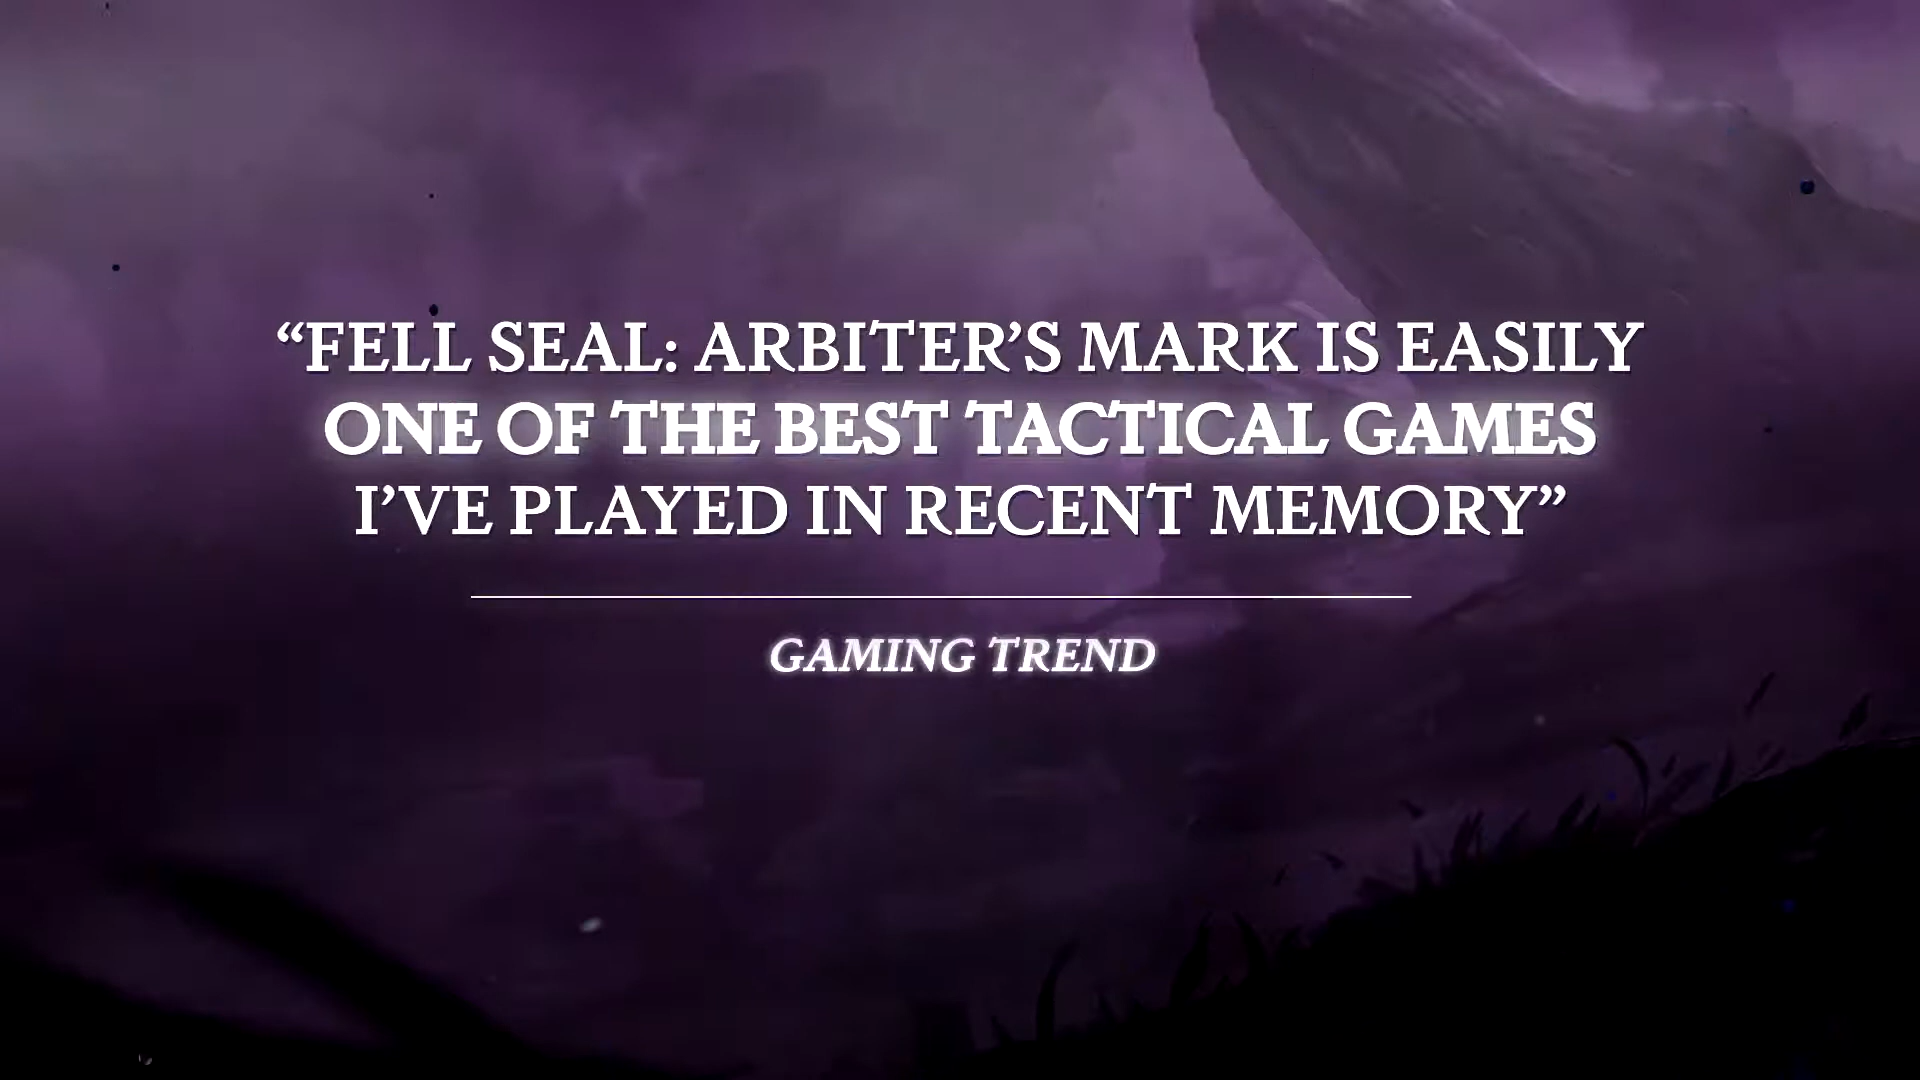 “FELL SEAL: ARBITER’S MARK IS EASILY
ONE OF THE BEST TACTICAL GAMES
I’VE PLAYED IN RECENT MEMORY”
GAMING TREND